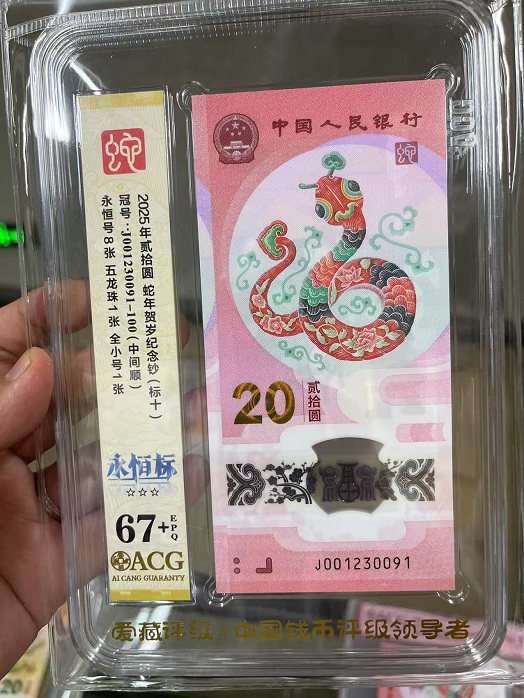 2025年贰拾圆 蛇年贺岁纪念钞(标十)
冠号:J001230091-100(中间顺)
永恒号8张 五龙珠1张 全小号1张
永恒标
☆☆☆
67+
EPQ
ACG
AI CANG GUARANTY
中国人民银行
20
贰拾圆
J001230091
爱藏评级·中国钱币评级领导者